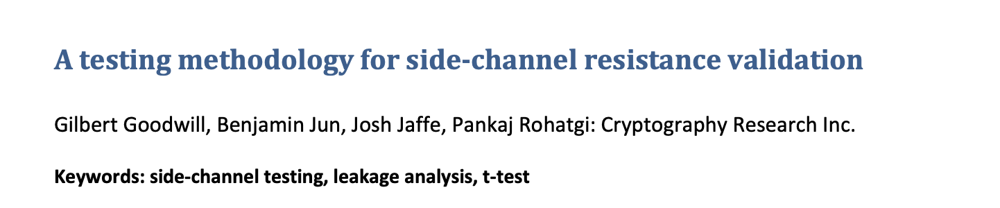 A testing methodology for side-channel resistance validation
Gilbert Goodwill, Benjamin Jun, Josh Jaffe, Pankaj Rohatgi: Cryptography Research Inc.
Keywords: side-channel testing, leakage analysis, t-test